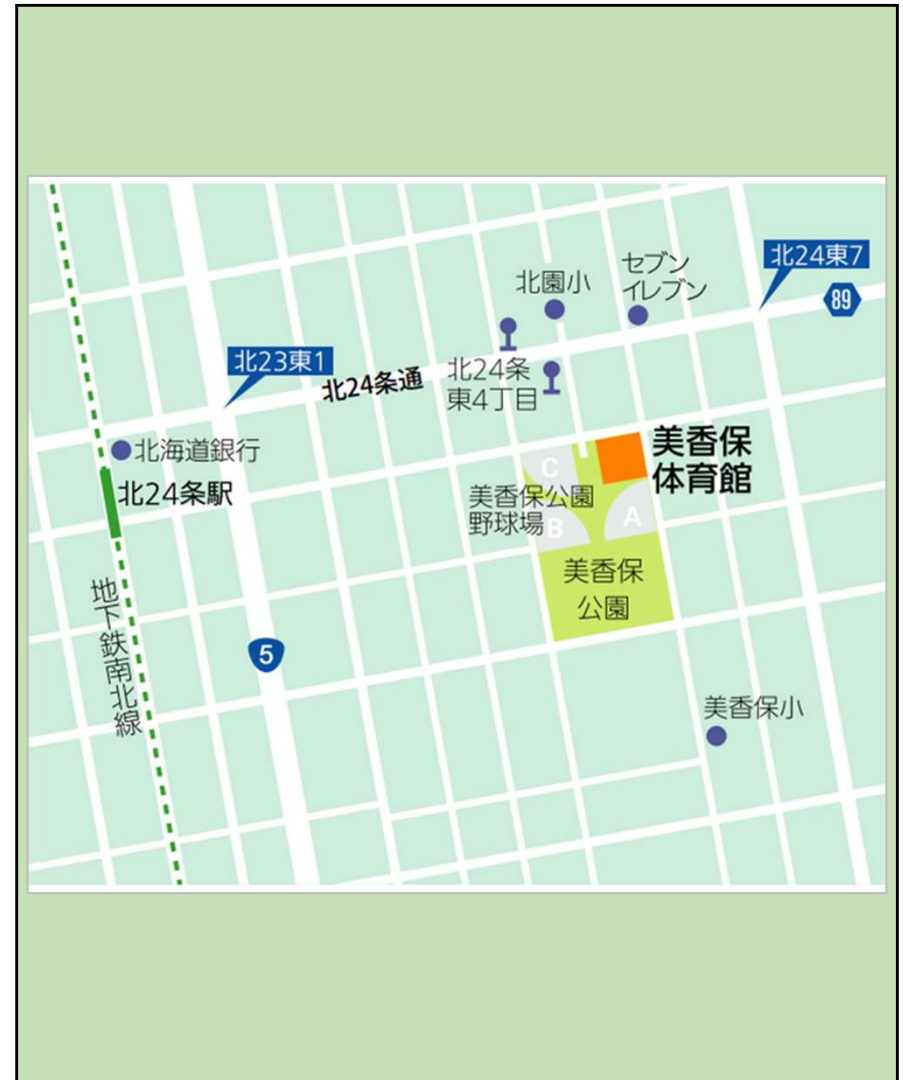 北24東7
セブン
イレブン
北園小
89
北23東1
北24条通
北24条
東4丁目
北海道銀行
北24条駅
美香保
体育館
C
美香保公園
野球場
B
A
美香保
公園
地下鉄南北線
5
美香保小